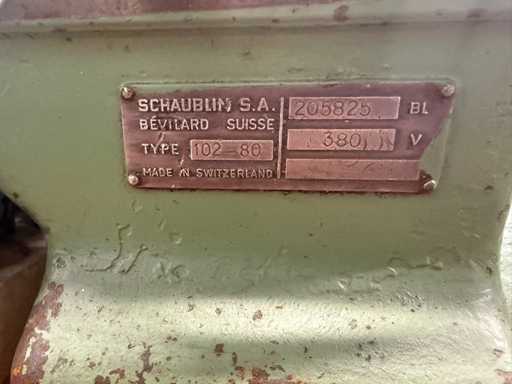 SCHAUBLIN S.A.
BÉVILARD SUISSE
TYPE 102-80
MADE IN SWITZERLAND
205825 BL
380 V